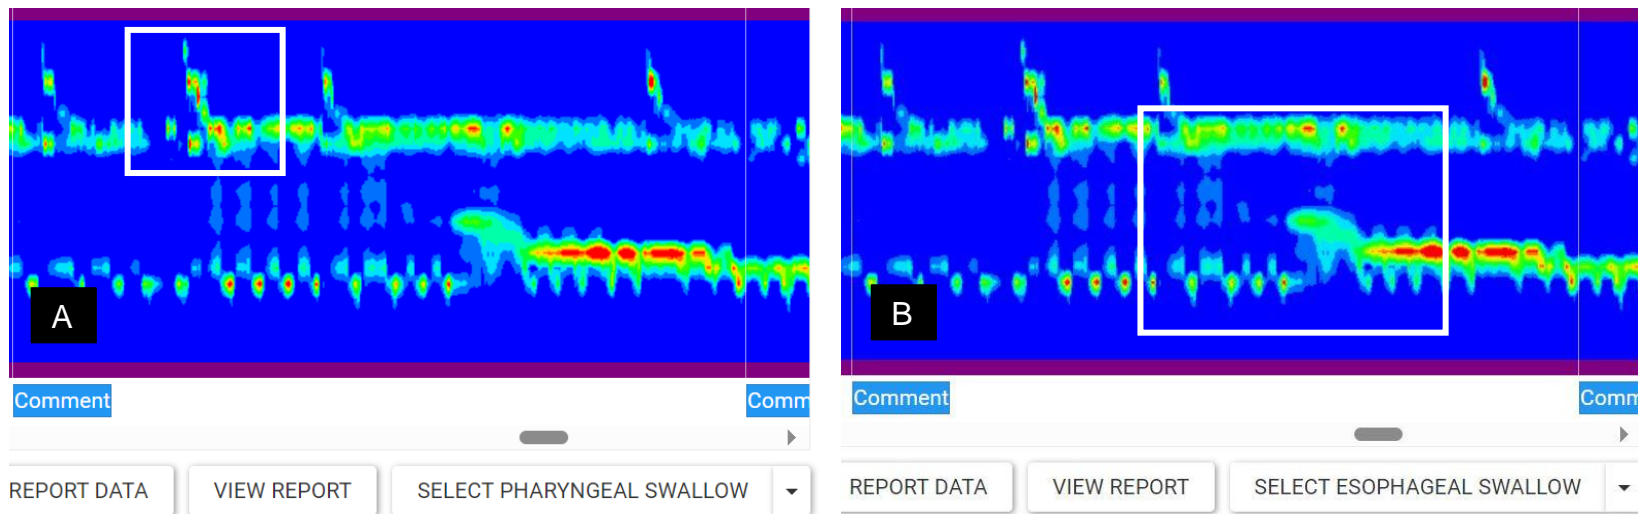 A
B
Comment
Comm
Comment
Comm
REPORT DATA
VIEW REPORT
SELECT PHARYNGEAL SWALLOW
REPORT DATA
VIEW REPORT
SELECT ESOPHAGEAL SWALLOW